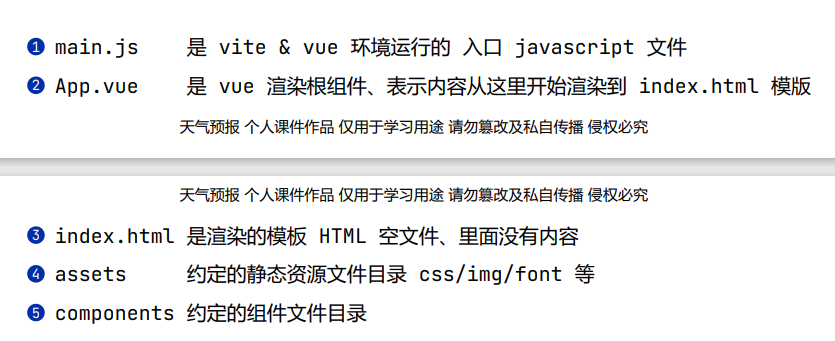 ❶ main.js 是 vite & vue 环境运行的 入口 javascript 文件
❷ App.vue 是 vue 渲染根组件、表示内容从这里开始渲染到 index.html 模版
天气预报 个人课件作品 仅用于学习用途 请勿篡改及私自传播 侵权必究
天气预报 个人课件作品 仅用于学习用途 请勿篡改及私自传播 侵权必究
❸ index.html 是渲染的模板 HTML 空文件、里面没有内容
❹ assets 约定的静态资源文件目录 css/img/font 等
❺ components 约定的组件文件目录